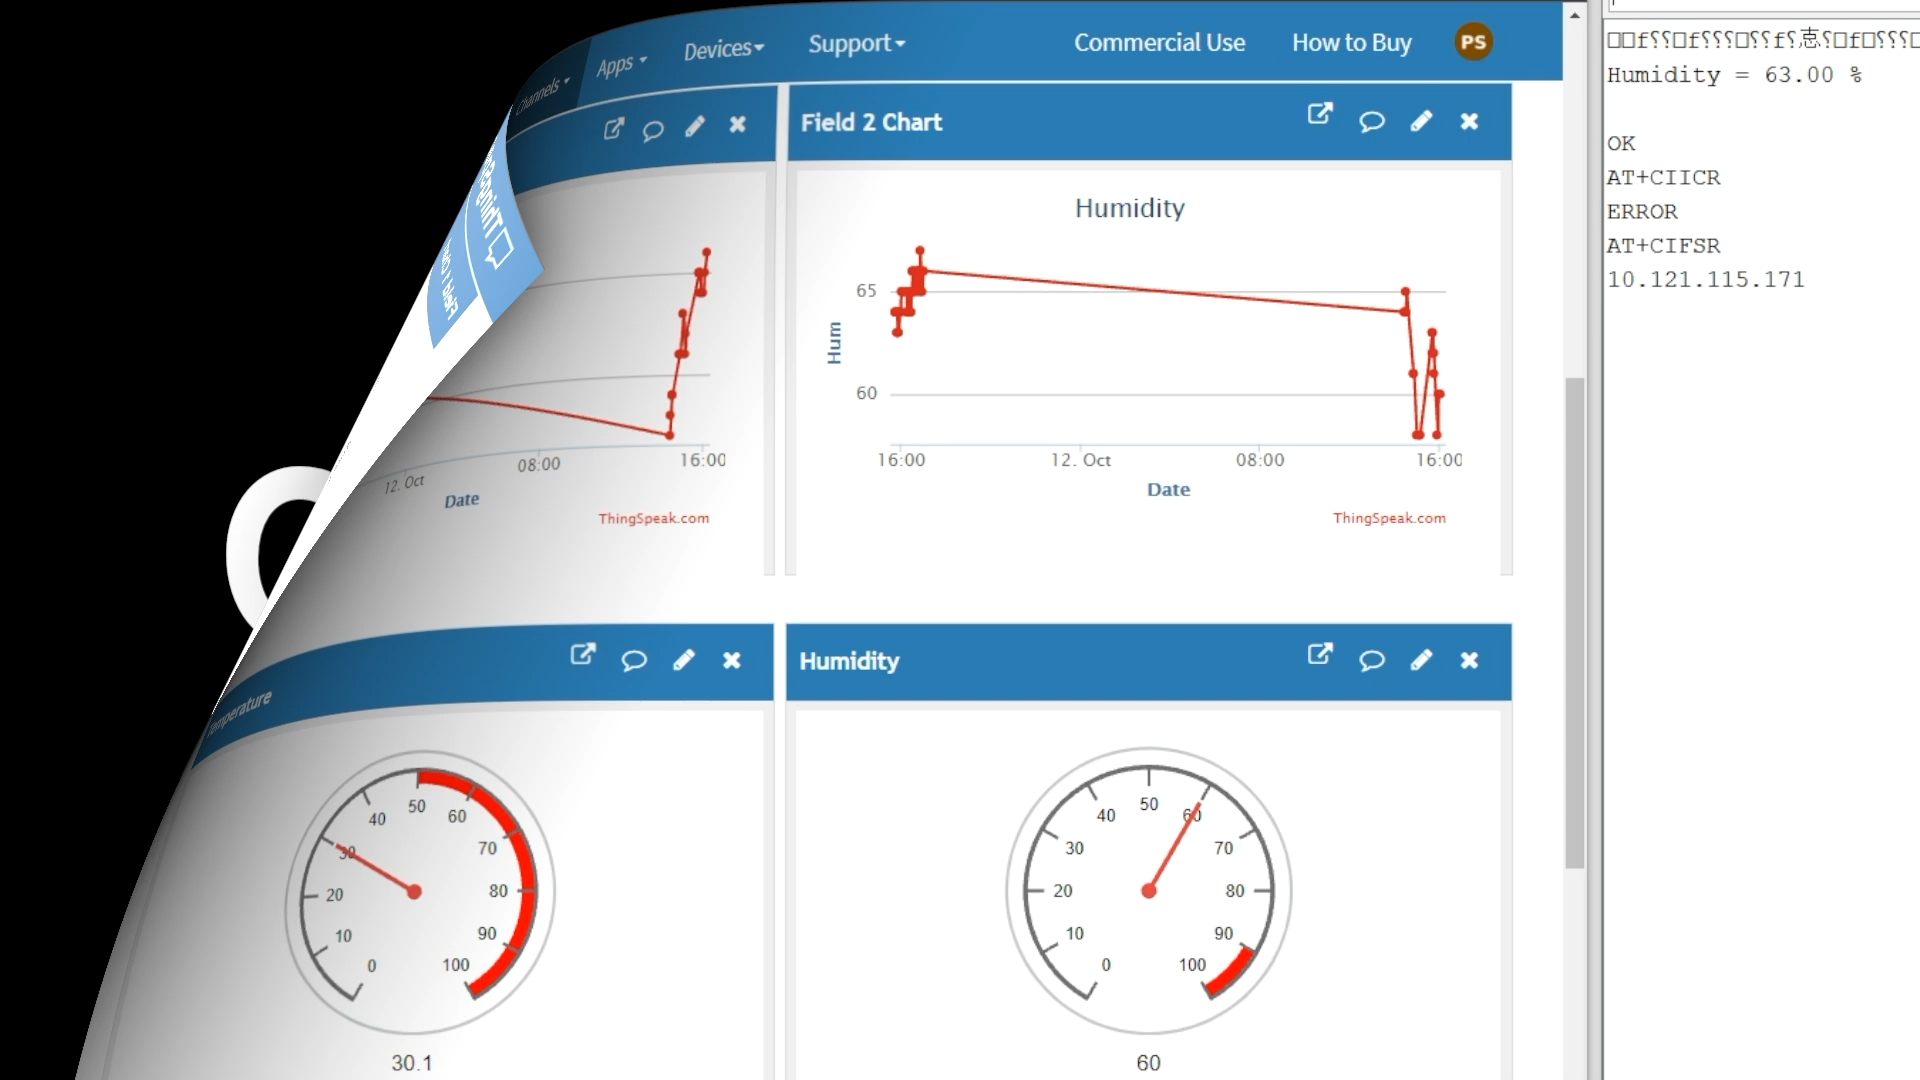 Channels Apps Devices Support Commercial Use How to Buy PS
Field 2 Chart
ThingSpeak
Field 1 Chart
Humidity
65
60
Hum
16:00 12. Oct 08:00 16:00
Date
ThingSpeak.com
12. Oct 08:00 16:00
Date
ThingSpeak.com
Temperature
0 10 20 30 40 50 60 70 80 90 100
30.1
Humidity
0 10 20 30 40 50 60 70 80 90 100
60
Humidity = 63.00 %
OK
AT+CIICR
ERROR
AT+CIFSR
10.121.115.171